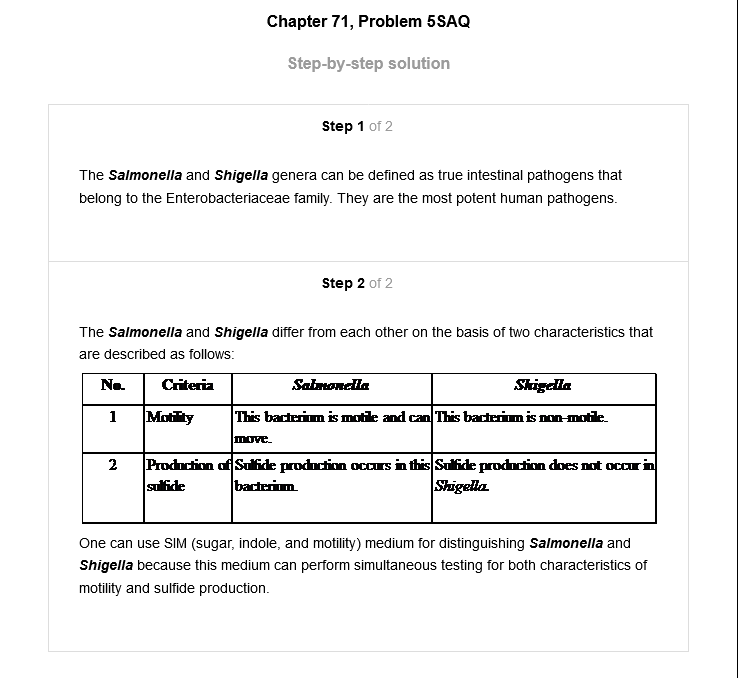 Chapter 71, Problem 5SAQ
Step-by-step solution
Step 1 of 2
The Salmonella and Shigella genera can be defined as true intestinal pathogens that
belong to the Enterobacteriaceae family. They are the most potent human pathogens.
Step 2 of 2
The Salmonella and Shigella differ from each other on the basis of two characteristics that
are described as follows:
No. Criteria Salmonella Shigella
1 Motility This bacterium is motile and can This bacterium is non-motile.
move.
2 Production of Sulfide production occurs in this Sulfide production does not occur in
sulfide bacterium. Shigella.
One can use SIM (sugar, indole, and motility) medium for distinguishing Salmonella and
Shigella because this medium can perform simultaneous testing for both characteristics of
motility and sulfide production.